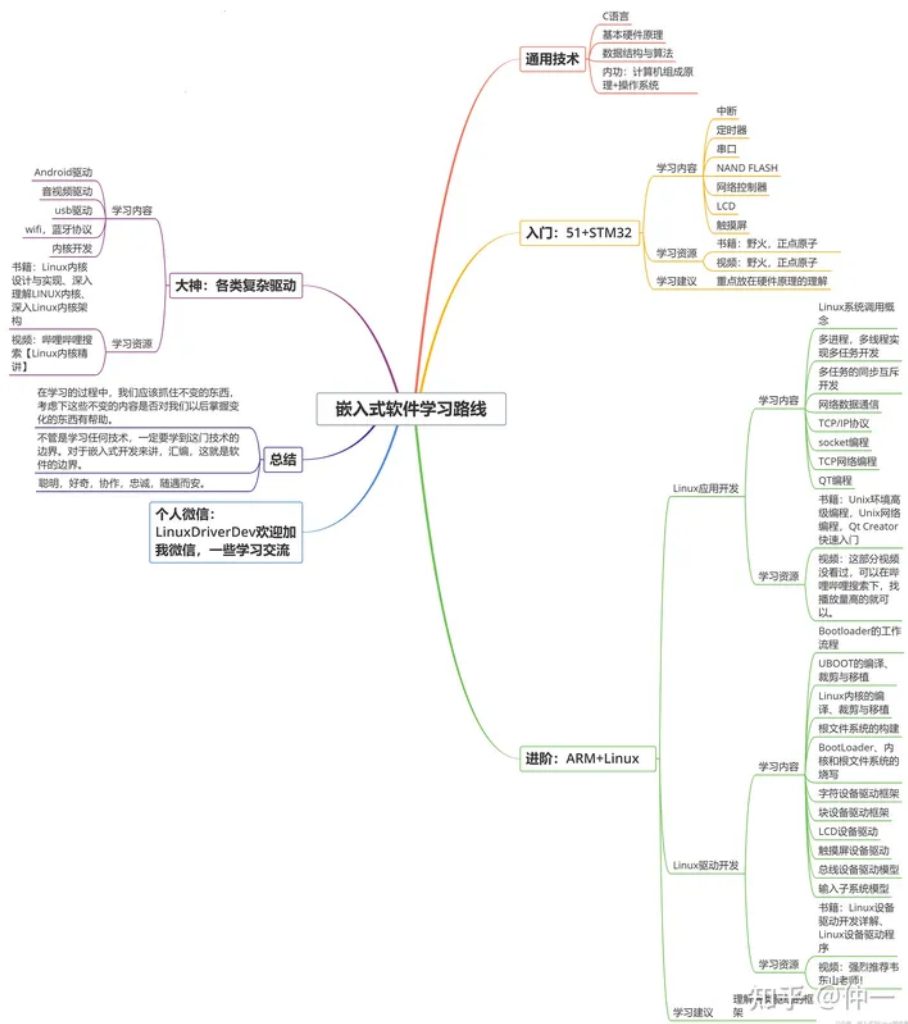 嵌入式软件学习路线
通用技术
C语言
基本硬件原理
数据结构与算法
内功：计算机组成原
理+操作系统
入门：51+STM32
学习内容
中断
定时器
串口
NAND FLASH
网络控制器
LCD
触摸屏
学习资源
书籍：野火，正点原子
视频：野火，正点原子
学习建议
重点放在硬件原理的理解
进阶：ARM+Linux
Linux应用开发
学习内容
Linux系统调用概
念
多进程，多线程实
现多任务开发
多任务的同步互斥
开发
网络数据通信
TCP/IP协议
socket编程
TCP网络编程
QT编程
学习资源
书籍：Unix环境高
级编程，Unix网络
编程，Qt Creator
快速入门
视频：这部分视频
没看过，可以在哔
哩哔哩搜索下，找
播放量高的就可
以。
Linux驱动开发
学习内容
Bootloader的工作
流程
UBOOT的编译、
裁剪与移植
Linux内核的编
译、裁剪与移植
根文件系统的构建
BootLoader、内
核和根文件系统的
烧写
字符设备驱动框架
块设备驱动框架
LCD设备驱动
触摸屏设备驱动
总线设备驱动模型
输入子系统模型
学习资源
书籍：Linux设备
驱动开发详解、
Linux设备驱动程
序
视频：强烈推荐韦
东山老师！
学习建议
理解
驱动的框
架
大神：各类复杂驱动
学习内容
Android驱动
音视频驱动
usb驱动
wifi，蓝牙协议
内核开发
学习资源
书籍：Linux内核
设计与实现、深入
理解LINUX内核、
深入Linux内核架
构
视频：哔哩哔哩搜
索【Linux内核精
讲】
总结
在学习的过程中，我们应该抓住不变的东西，
考虑下这些不变的内容是否对我们以后掌握变
化的东西有帮助。
不管是学习任何技术，一定要学到这门技术的
边界。对于嵌入式开发来讲，汇编，这就是软
件的边界。
聪明，好奇，协作，忠诚，随遇而安。
个人微信：
LinuxDriverDev欢迎加
我微信，一些学习交流
知乎 @仲一